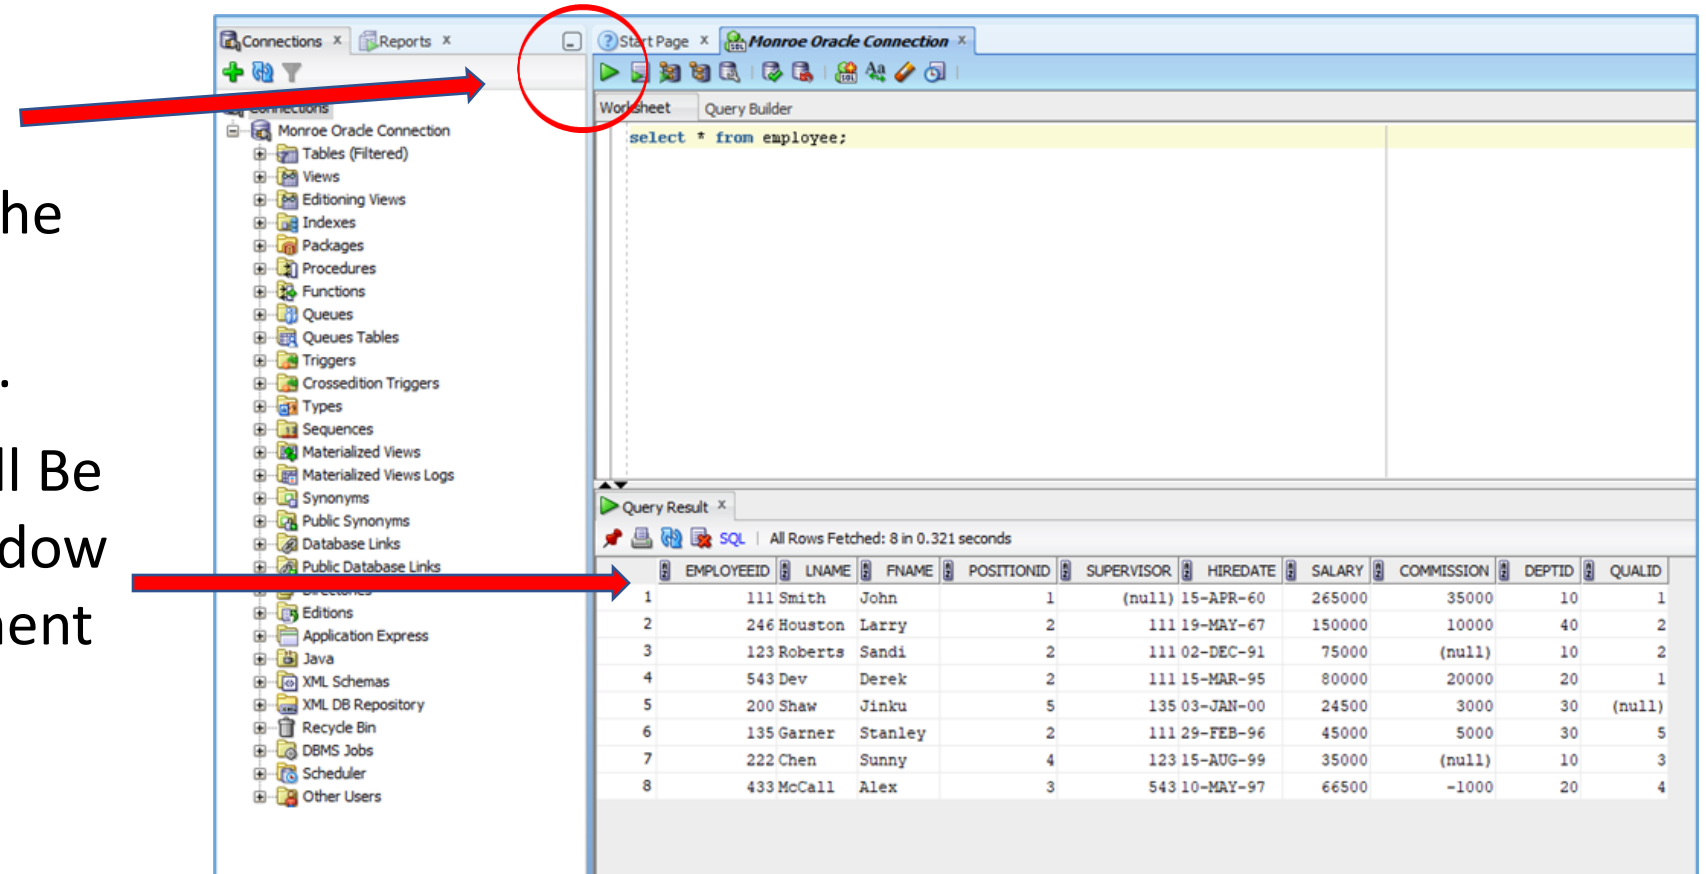 Connections x Reports x
Start Page x Monroe Oracle Connection x
Connections
Worksheet Query Builder
Monroe Oracle Connection
select * from employee;
Tables (Filtered)
Views
Editioning Views
Indexes
Packages
Procedures
Functions
Queues
Queues Tables
Triggers
Crossedition Triggers
Types
Sequences
Materialized Views
Materialized Views Logs
Synonyms
Public Synonyms
Database Links
Public Database Links
Directories
Editions
Application Express
Java
XML Schemas
XML DB Repository
Recycle Bin
DBMS Jobs
Scheduler
Other Users
he
.
ll Be
dow
nent
Query Result x
SQL | All Rows Fetched: 8 in 0.321 seconds
EMPLOYEEID LNAME FNAME POSITIONID SUPERVISOR HIREDATE SALARY COMMISSION DEPTID QUALID
1 111 Smith John 1 (null) 15-APR-60 265000 35000 10 1
2 246 Houston Larry 2 111 19-MAY-67 150000 10000 40 2
3 123 Roberts Sandi 2 111 02-DEC-91 75000 (null) 10 2
4 543 Dev Derek 2 111 15-MAR-95 80000 20000 20 1
5 200 Shaw Jinku 5 135 03-JAN-00 24500 3000 30 (null)
6 135 Garner Stanley 2 111 29-FEB-96 45000 5000 30 5
7 222 Chen Sunny 4 123 15-AUG-99 35000 (null) 10 3
8 433 McCall Alex 3 543 10-MAY-97 66500 -1000 20 4